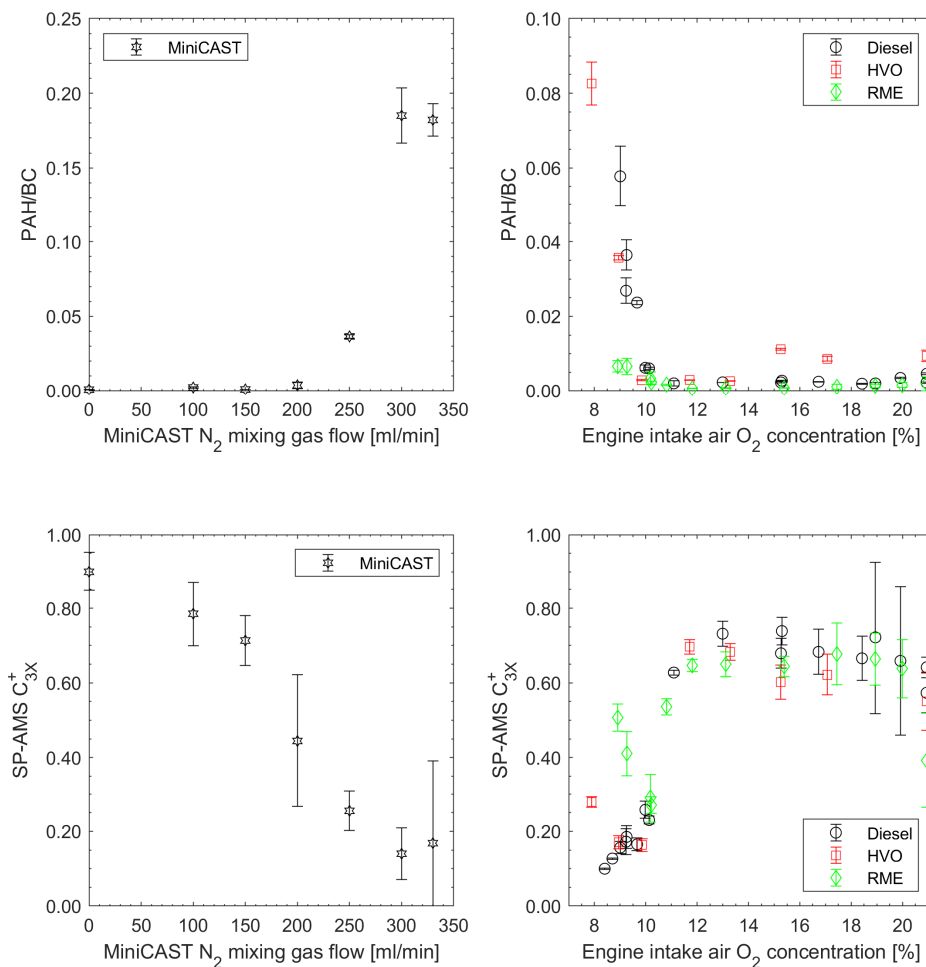 0.25
0.20
0.15
0.10
0.05
0.00
PAH/BC
MiniCAST
0 50 100 150 200 250 300 350
MiniCAST N2 mixing gas flow [ml/min]
0.10
0.08
0.06
0.04
0.02
0.00
PAH/BC
Diesel
HVO
RME
8 10 12 14 16 18 20
Engine intake air O2 concentration [%]
1.00
0.80
0.60
0.40
0.20
0.00
SP-AMS C3X+
MiniCAST
0 50 100 150 200 250 300 350
MiniCAST N2 mixing gas flow [ml/min]
1.00
0.80
0.60
0.40
0.20
0.00
SP-AMS C3X+
Diesel
HVO
RME
8 10 12 14 16 18 20
Engine intake air O2 concentration [%]